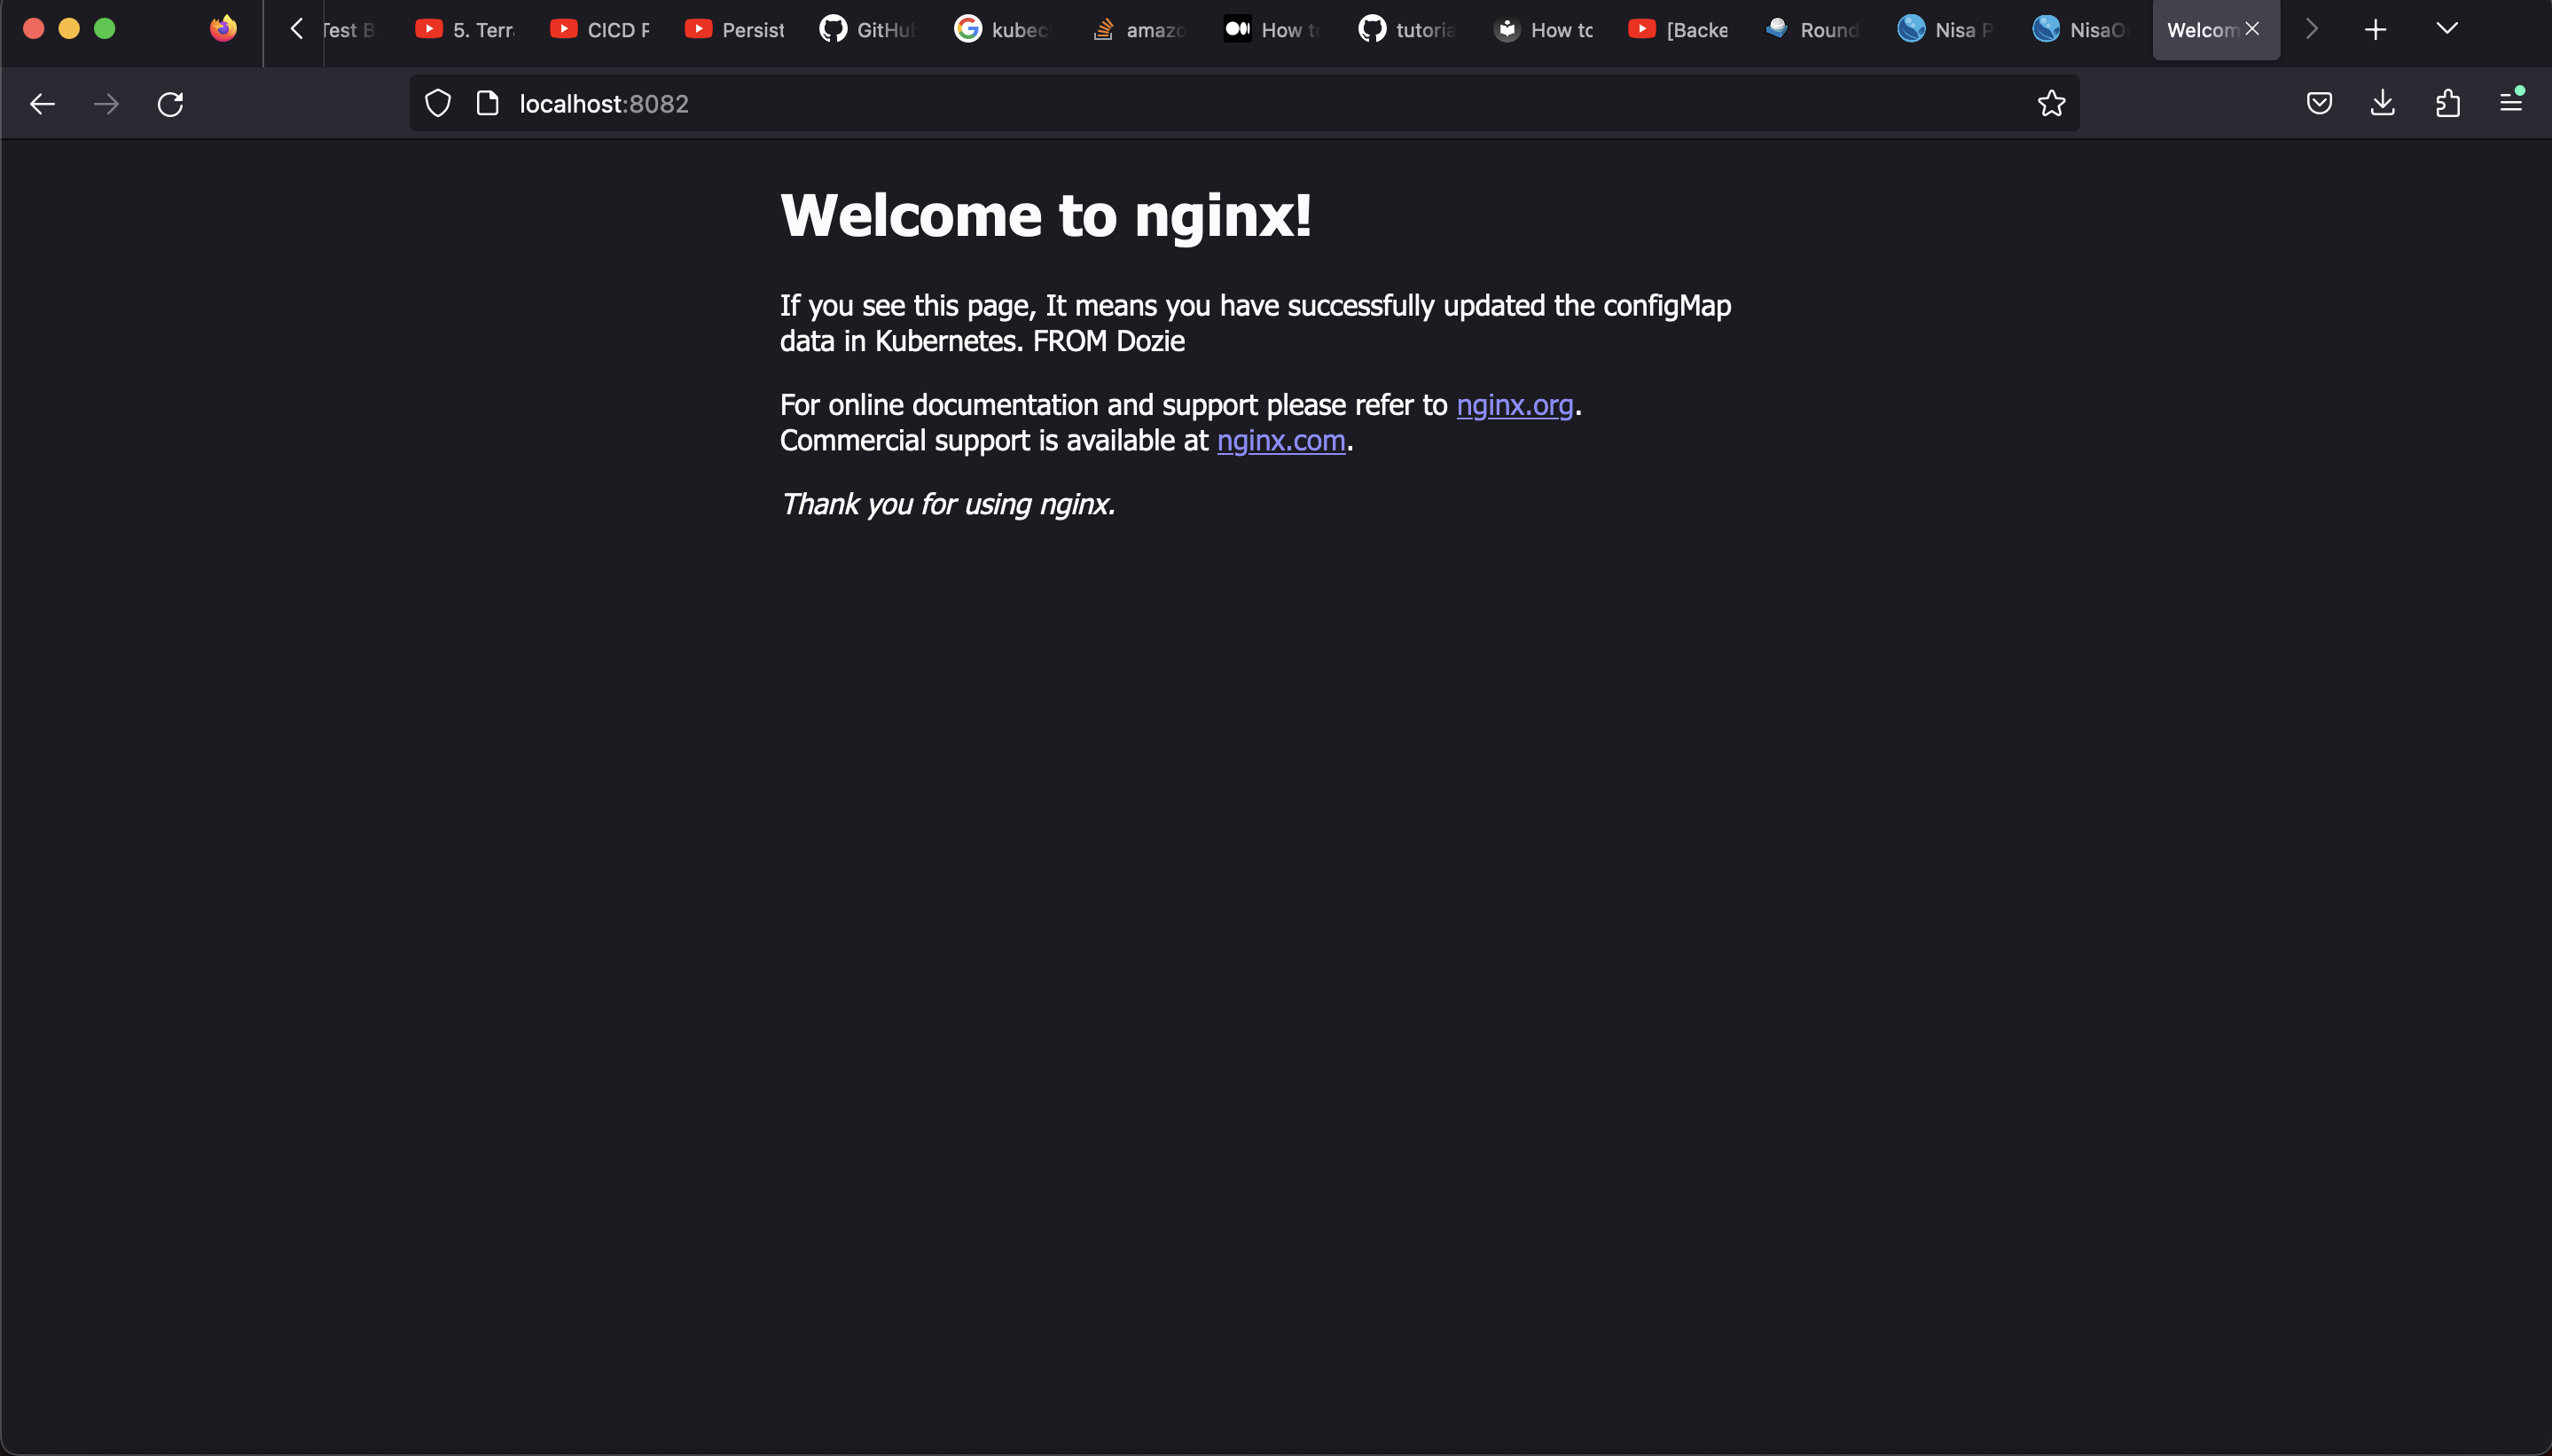 Test B
5. Terr
CICD P
Persist
GitHub
kubec
amazo
How to
tutoria
How to
[Backe
Round
Nisa P
NisaO
Welcom
localhost:8082
Welcome to nginx!
If you see this page, It means you have successfully updated the configMap
data in Kubernetes. FROM Dozie
For online documentation and support please refer to nginx.org.
Commercial support is available at nginx.com.
Thank you for using nginx.